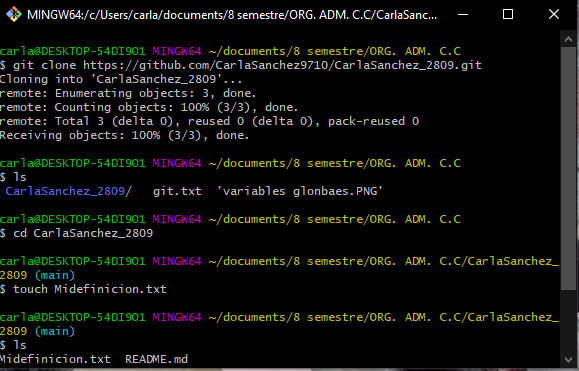 MINGW64:/c/Users/carla/documents/8 semestre/ORG. ADM. C.C/CarlaSanc...
carla@DESKTOP-54DI9O1 MINGW64 ~/documents/8 semestre/ORG. ADM. C.C
$ git clone https://github.com/CarlaSanchez9710/CarlaSanchez_2809.git
Cloning into 'CarlaSanchez_2809'...
remote: Enumerating objects: 3, done.
remote: Counting objects: 100% (3/3), done.
remote: Total 3 (delta 0), reused 0 (delta 0), pack-reused 0
Receiving objects: 100% (3/3), done.
carla@DESKTOP-54DI9O1 MINGW64 ~/documents/8 semestre/ORG. ADM. C.C
$ ls
CarlaSanchez_2809/   git.txt  'variables glonbaes.PNG'
carla@DESKTOP-54DI9O1 MINGW64 ~/documents/8 semestre/ORG. ADM. C.C
$ cd CarlaSanchez_2809
carla@DESKTOP-54DI9O1 MINGW64 ~/documents/8 semestre/ORG. ADM. C.C/CarlaSanchez_
2809 (main)
$ touch Midefinicion.txt
carla@DESKTOP-54DI9O1 MINGW64 ~/documents/8 semestre/ORG. ADM. C.C/CarlaSanchez_
2809 (main)
$ ls
Midefinicion.txt  README.md